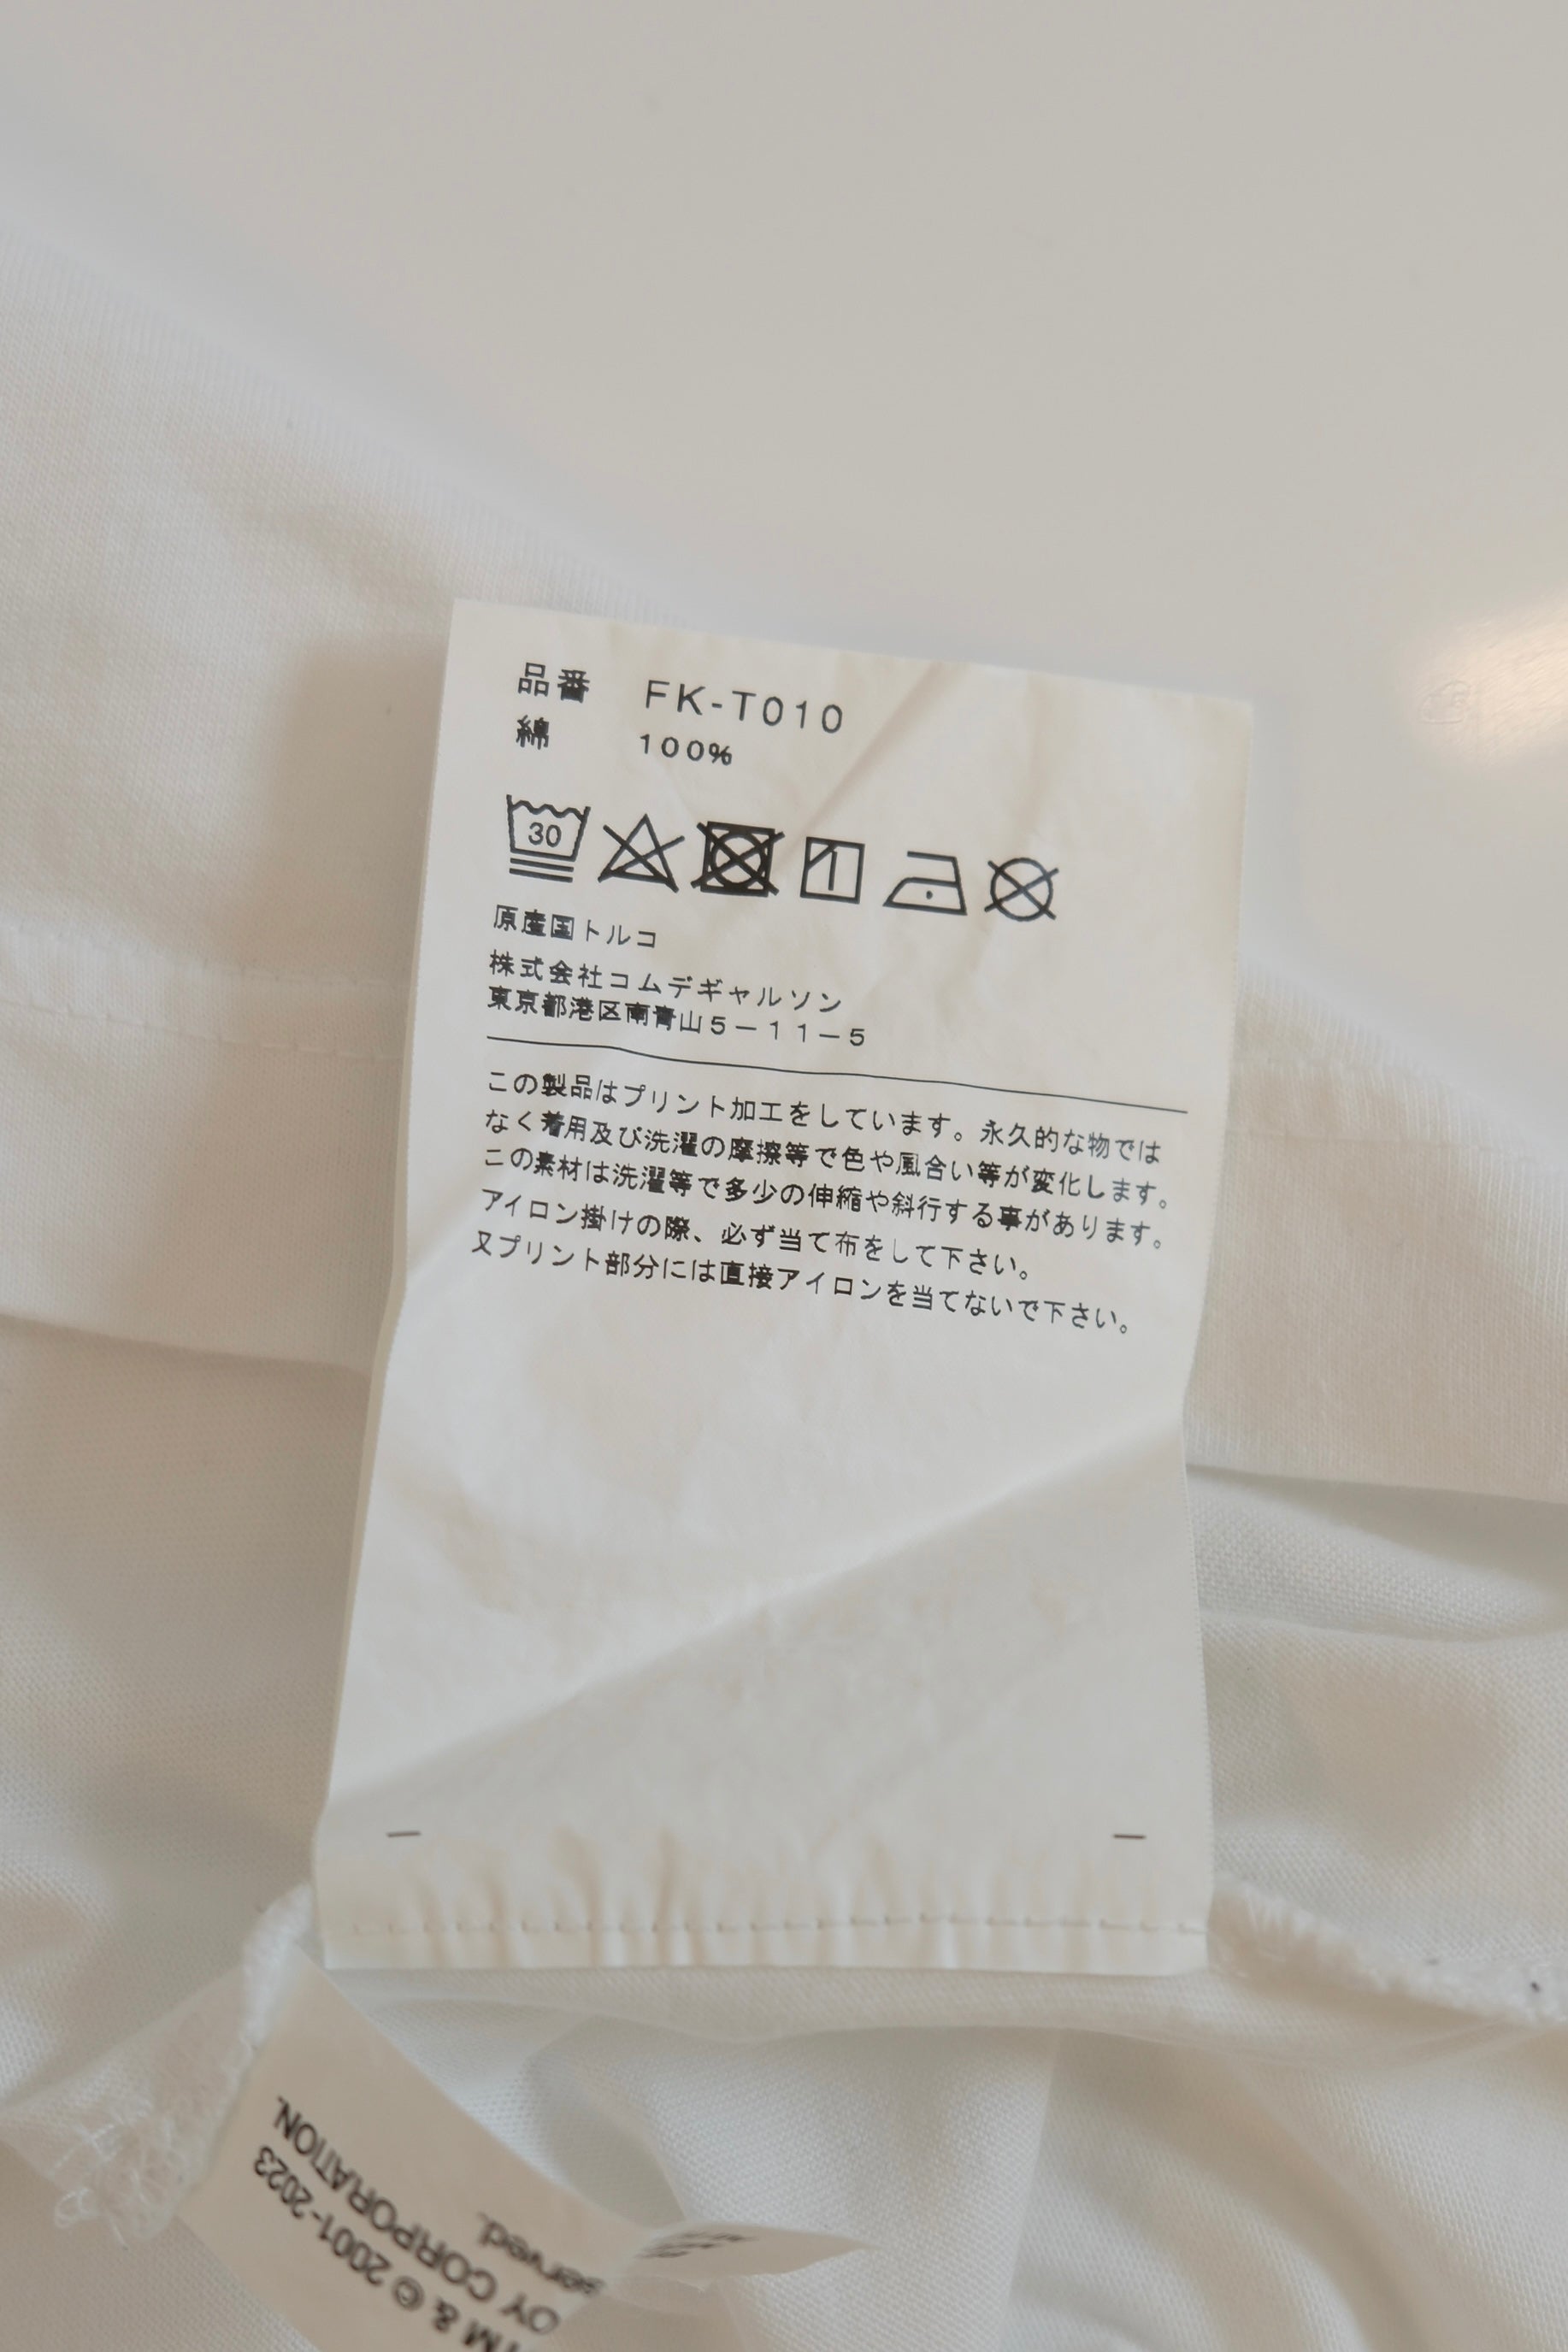 品番 FK-T010
綿 100%
30
原産国トルコ
株式会社コムデギャルソン
東京都港区南青山5－11－5
この製品はプリント加工をしています。永久的な物では
なく着用及び洗濯の摩擦等で色や風合い等が変化します。
この素材は洗濯等で多少の伸縮や斜行する事があります。
アイロン掛けの際、必ず当て布をして下さい。
又プリント部分には直接アイロンを当てないで下さい。
TM & © 2001-2023
OY CORPORATION.
served.